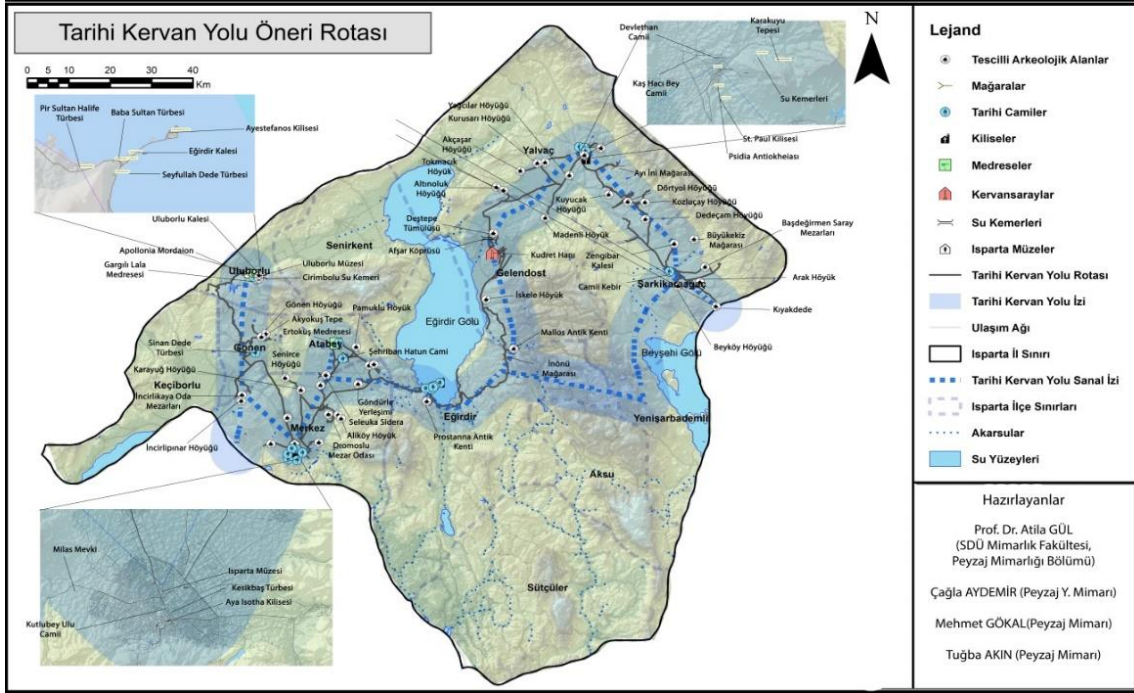 Tarihi Kervan Yolu Öneri Rotası
0 5 10 20 30 40
Km
N
Pir Sultan Halife
Türbesi
Baba Sultan Türbesi
Ayestefanos Kilisesi
Eğirdir Kalesi
Seyfullah Dede Türbesi
Devlethan
Camii
Karakuyu
Tepesi
Kaş Hacı Bey
Camii
Su Kemerleri
St. Paul Kilisesi
Psidia Antiokheiası
Yağcılar Höyüğü
Kurusarı Höyüğü
Akçaşar
Höyüğü
Yalvaç
Tokmacık
Höyük
Altınoluk
Höyüğü
Ayı İni Mağarası
Dörtyol Höyüğü
Kuyucak
Höyüğü
Kozluçay Höyüğü
Dedeçam Höyüğü
Deştepe
Tümülüsü
Madenli Höyük
Büyükekiz
Mağarası
Başdeğirmen Saray
Mezarları
Uluborlu Kalesi
Senirkent
Afşar Köprüsü
Kudret Hanı
Zengibar
Kalesi
Apollonia Mordaion
Uluborlu
Uluborlu Müzesi
Gelendost
Camii Kebir
Arak Höyük
Gargılı Lala
Medresesi
Cirimbolu Su Kemeri
Şarkikaraağaç
İskele Höyük
Kıyakdede
Gönen Höyüğü
Pamuklu Höyük
Akyokuş Tepe
Eğirdir Gölü
Mallos Antik Kenti
Ertoküş Medresesi
Sinan Dede
Türbesi
Gönen
Atabey
Şehriban Hatun Cami
Beyşehi Gölü
Beyköy Höyüğü
Senirce
Höyüğü
İnönü
Mağarası
Karayuğ Höyüğü
Keçiborlu
İncirlikaya Oda
Mezarları
Göndürle
Yerleşimi
Eğirdir
Yenişarbademli
Seleuka Sidera
Merkez
Aliköy Höyük
Prostanna Antik
Kenti
İncirlipınar Höyüğü
Dromoslu
Mezar Odası
Aksu
Sütçüler
Milas Mevki
Isparta Müzesi
Kesikbaş Türbesi
Aya Isotha Kilisesi
Kutlubey Ulu
Camii
Lejand
Tescilli Arkeolojik Alanlar
Mağaralar
Tarihi Camiler
Kiliseler
Medreseler
Kervansaraylar
Su Kemerleri
Isparta Müzeler
Tarihi Kervan Yolu Rotası
Tarihi Kervan Yolu İzi
Ulaşım Ağı
Isparta İl Sınırı
Tarihi Kervan Yolu Sanal İzi
Isparta İlçe Sınırları
Akarsular
Su Yüzeyleri
Hazırlayanlar
Prof. Dr. Atila GÜL
(SDÜ Mimarlık Fakültesi,
Peyzaj Mimarlığı Bölümü)
Çağla AYDEMİR (Peyzaj Y. Mimarı)
Mehmet GÖKAL(Peyzaj Mimarı)
Tuğba AKIN (Peyzaj Mimarı)